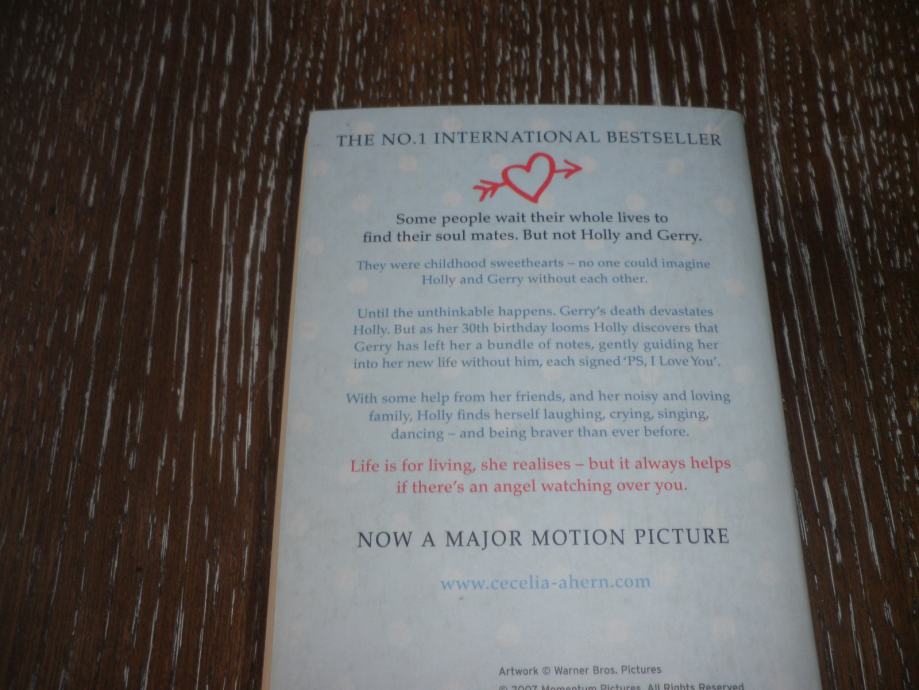 THE NO.1 INTERNATIONAL BESTSELLER
Some people wait their whole lives to
find their soul mates. But not Holly and Gerry.
They were childhood sweethearts – no one could imagine
Holly and Gerry without each other.
Until the unthinkable happens. Gerry's death devastates
Holly. But as her 30th birthday looms Holly discovers that
Gerry has left her a bundle of notes, gently guiding her
into her new life without him, each signed 'PS, I Love You'.
With some help from her friends, and her noisy and loving
family, Holly finds herself laughing, crying, singing,
dancing – and being braver than ever before.
Life is for living, she realises – but it always helps
if there's an angel watching over you.
NOW A MAJOR MOTION PICTURE
www.cecelia-ahern.com
Artwork © Warner Bros. Pictures
© 2007 Momentum Pictures. All Rights Reserved